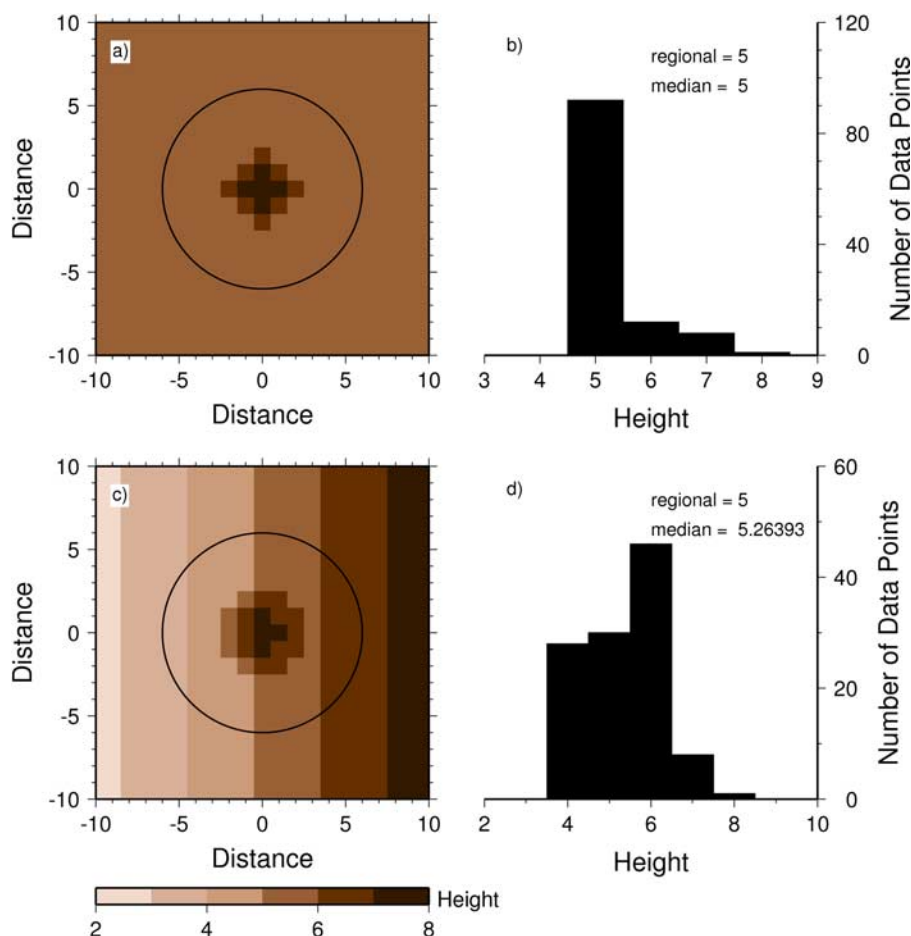 a)
10
5
0
-5
-10
Distance
-10 -5 0 5 10
Distance
b)
regional = 5
median = 5
120
80
40
0
Number of Data Points
3 4 5 6 7 8 9
Height
c)
10
5
0
-5
-10
Distance
-10 -5 0 5 10
Distance
d)
regional = 5
median = 5.26393
60
40
20
0
Number of Data Points
2 4 6 8 10
Height
Height
2 4 6 8